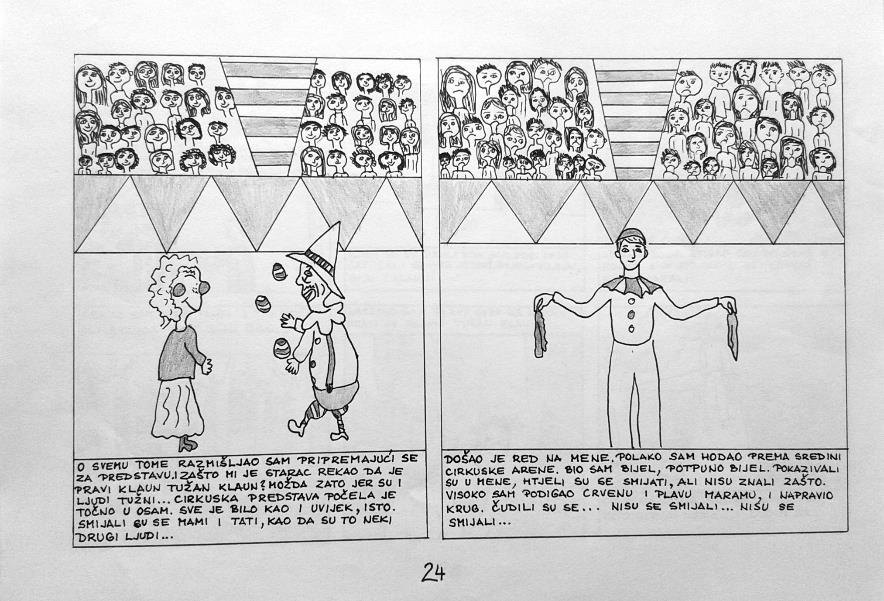 O SVEMU TOME RAZMIŠLJAO SAM PRIPREMAJUĆI SE
ZA PREDSTAVU. I ZAŠTO MI JE STARAC REKAO DA JE
PRAVI KLAUN TUŽAN KLAUN? MOŽDA ZATO JER SU I
LJUDI TUŽNI... CIRKUSKA PREDSTAVA POČELA JE
TOČNO U OSAM. SVE JE BILO KAO I UVIJEK, ISTO.
SMIJALI SU SE MAMI I TATI, KAO DA SU TO NEKI
DRUGI LJUDI...
DOŠAO JE RED NA MENE. POLAKO SAM HODAO PREMA SREDINI
CIRKUSKE ARENE. BIO SAM BIJEL, POTPUNO BIJEL. POKAZIVALI
SU U MENE, HTJELI SU SE SMIJATI, ALI NISU ZNALI ZAŠTO.
VISOKO SAM PODIGAO CRVENU I PLAVU MARAMU, I NAPRAVIO
KRUG. ČUDILI SU SE... NISU SE SMIJALI... NISU SE
SMIJALI...
24